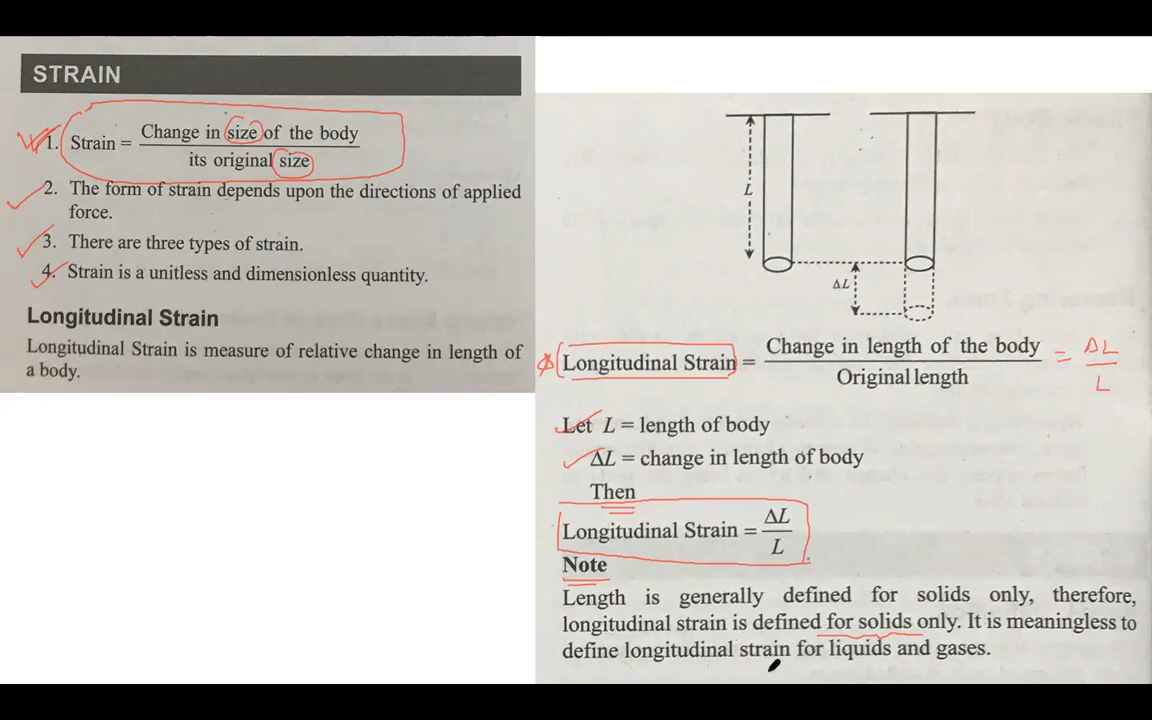 STRAIN
1. Strain = Change in size of the body / its original size
2. The form of strain depends upon the directions of applied
force.
3. There are three types of strain.
4. Strain is a unitless and dimensionless quantity.
Longitudinal Strain
Longitudinal Strain is measure of relative change in length of
a body.
L
ΔL
Longitudinal Strain = Change in length of the body / Original length = ΔL / L
Let L = length of body
ΔL = change in length of body
Then
Longitudinal Strain = ΔL / L
Note
Length is generally defined for solids only, therefore,
longitudinal strain is defined for solids only. It is meaningless to
define longitudinal strain for liquids and gases.